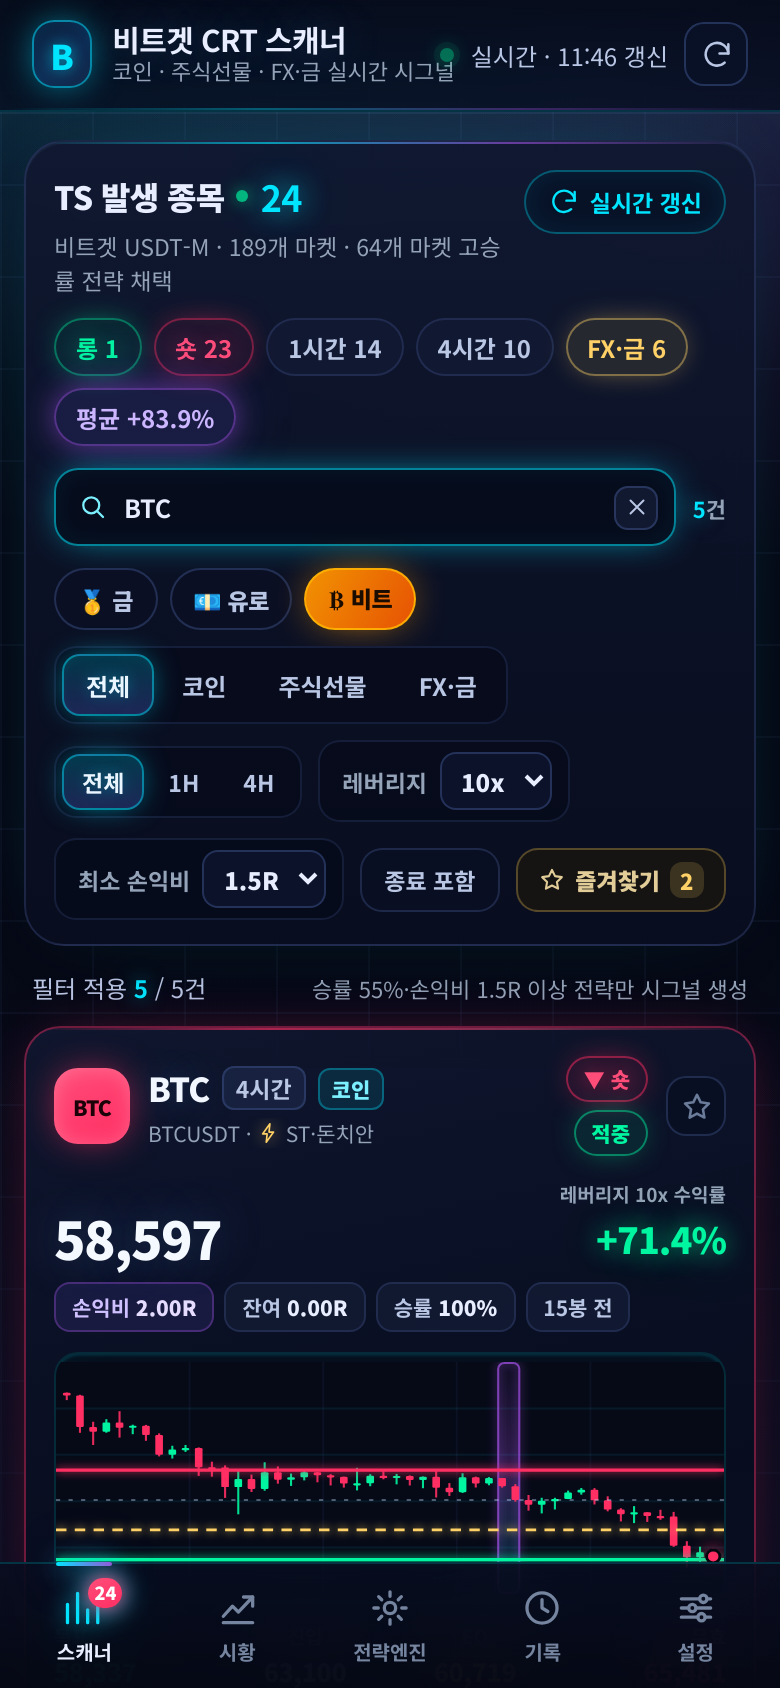 B
비트겟 CRT 스캐너
코인 · 주식선물 · FX·금 실시간 시그널
실시간 · 11:46 갱신
TS 발생 종목 • 24
실시간 갱신
비트겟 USDT-M · 189개 마켓 · 64개 마켓 고승
률 전략 채택
롱 1
숏 23
1시간 14
4시간 10
FX·금 6
평균 +83.9%
BTC
5건
🥇 금
💶 유로
₿ 비트
전체
코인
주식선물
FX·금
전체
1H
4H
레버리지
10x
최소 손익비
1.5R
종료 포함
즐겨찾기 2
필터 적용 5 / 5건
승률 55%·손익비 1.5R 이상 전략만 시그널 생성
BTC
BTC
4시간
코인
▼ 숏
BTCUSDT · ⚡ ST·돈치안
적중
레버리지 10x 수익률
58,597
+71.4%
손익비 2.00R
잔여 0.00R
승률 100%
15봉 전
24
스캐너
시황
전략엔진
기록
설정
63,100
60,719